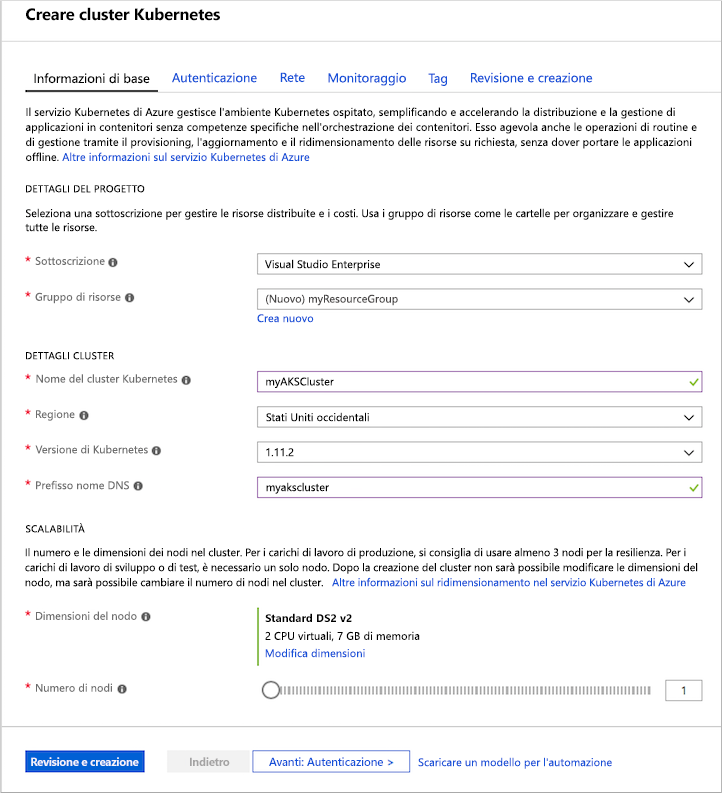 Creare cluster Kubernetes
Informazioni di base Autenticazione Rete Monitoraggio Tag Revisione e creazione
Il servizio Kubernetes di Azure gestisce l'ambiente Kubernetes ospitato, semplificando e accelerando la distribuzione e la gestione di
applicazioni in contenitori senza competenze specifiche nell'orchestrazione dei contenitori. Esso agevola anche le operazioni di routine e
di gestione tramite il provisioning, l'aggiornamento e il ridimensionamento delle risorse su richiesta, senza dover portare le applicazioni
offline. Altre informazioni sul servizio Kubernetes di Azure
DETTAGLI DEL PROGETTO
Seleziona una sottoscrizione per gestire le risorse distribuite e i costi. Usa i gruppo di risorse come le cartelle per organizzare e gestire
tutte le risorse.
* Sottoscrizione Visual Studio Enterprise
* Gruppo di risorse (Nuovo) myResourceGroup
Crea nuovo
DETTAGLI CLUSTER
* Nome del cluster Kubernetes myAKSCluster
* Regione Stati Uniti occidentali
* Versione di Kubernetes 1.11.2
* Prefisso nome DNS myakscluster
SCALABILITÀ
Il numero e le dimensioni dei nodi nel cluster. Per i carichi di lavoro di produzione, si consiglia di usare almeno 3 nodi per la resilienza. Per i
carichi di lavoro di sviluppo o di test, è necessario un solo nodo. Dopo la creazione del cluster non sarà possibile modificare le dimensioni del
nodo, ma sarà possibile cambiare il numero di nodi nel cluster. Altre informazioni sul ridimensionamento nel servizio Kubernetes di Azure
* Dimensioni del nodo Standard DS2 v2
2 CPU virtuali, 7 GB di memoria
Modifica dimensioni
* Numero di nodi 1
Revisione e creazione Indietro Avanti: Autenticazione > Scaricare un modello per l'automazione